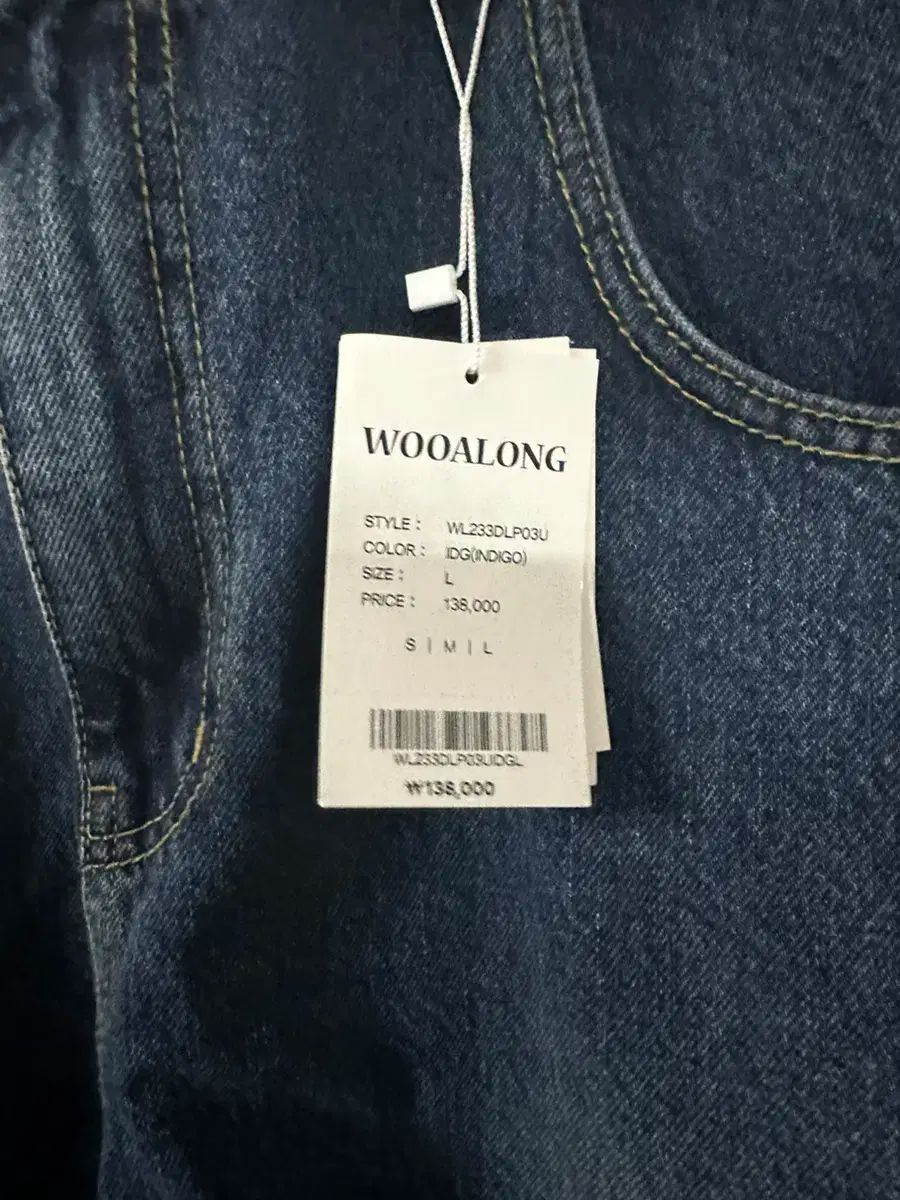 WOOALONG
STYLE : WL233DLP03U
COLOR : IDG(INDIGO)
SIZE : L
PRICE : 138,000
S | M | L
WL233DLP03UIDGL
₩138,000